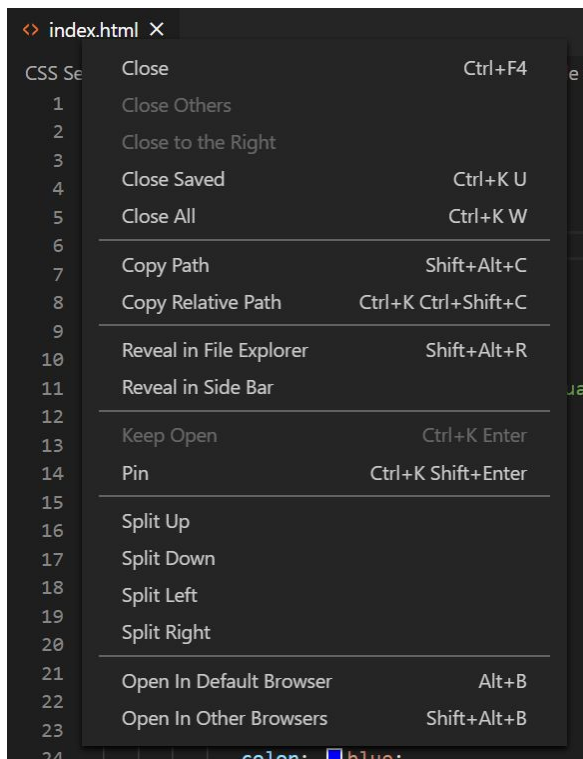 index.html
CSS Se
e
1
Close Ctrl+F4
2
Close Others
3
Close to the Right
4
Close Saved Ctrl+K U
5
Close All Ctrl+K W
6
7
Copy Path Shift+Alt+C
8
Copy Relative Path Ctrl+K Ctrl+Shift+C
9
10
Reveal in File Explorer Shift+Alt+R
11
Reveal in Side Bar
12
13
Keep Open Ctrl+K Enter
14
Pin Ctrl+K Shift+Enter
15
16
Split Up
17
Split Down
18
Split Left
19
Split Right
20
21
Open In Default Browser Alt+B
22
Open In Other Browsers Shift+Alt+B
23
24 color: blue;